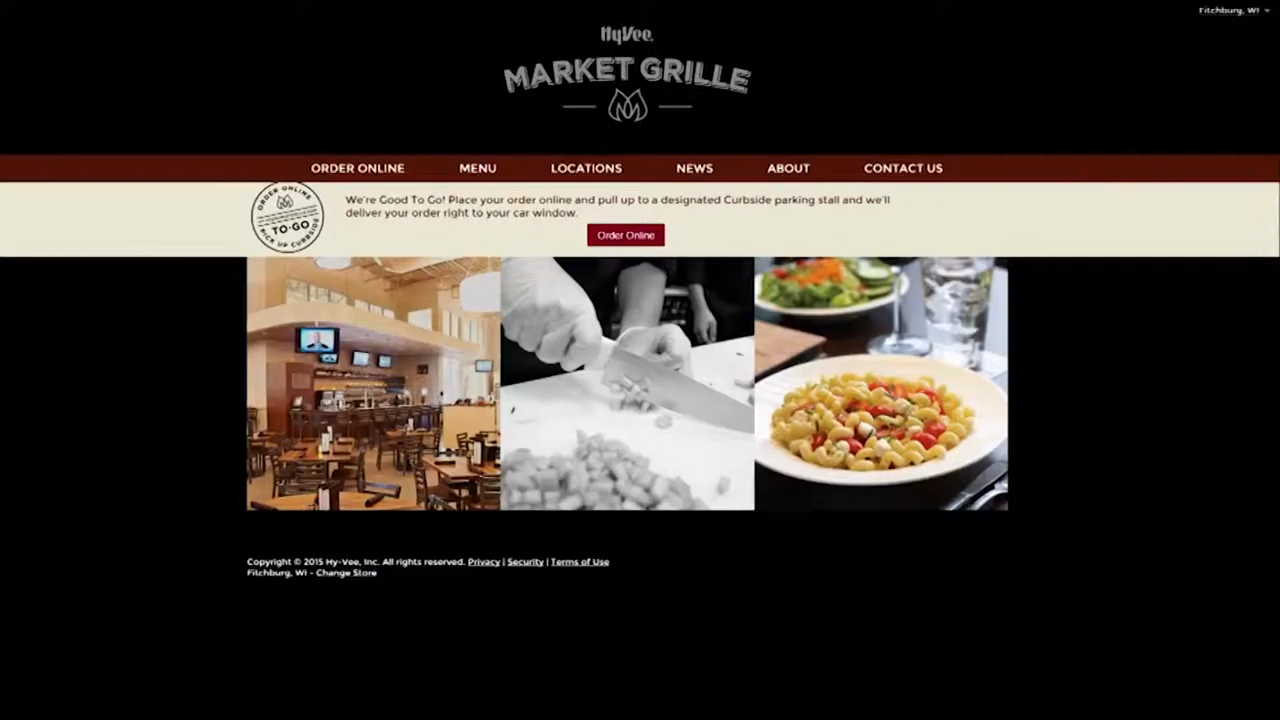 Fitchburg, WI
HyVee
MARKET GRILLE
ORDER ONLINE MENU LOCATIONS NEWS ABOUT CONTACT US
ORDER ONLINE
TO-GO
PICK UP CURBSIDE
We're Good To Go! Place your order online and pull up to a designated Curbside parking stall and we'll
deliver your order right to your car window.
Order Online
Copyright © 2015 Hy-Vee, Inc. All rights reserved. Privacy | Security | Terms of Use
Fitchburg, WI - Change Store